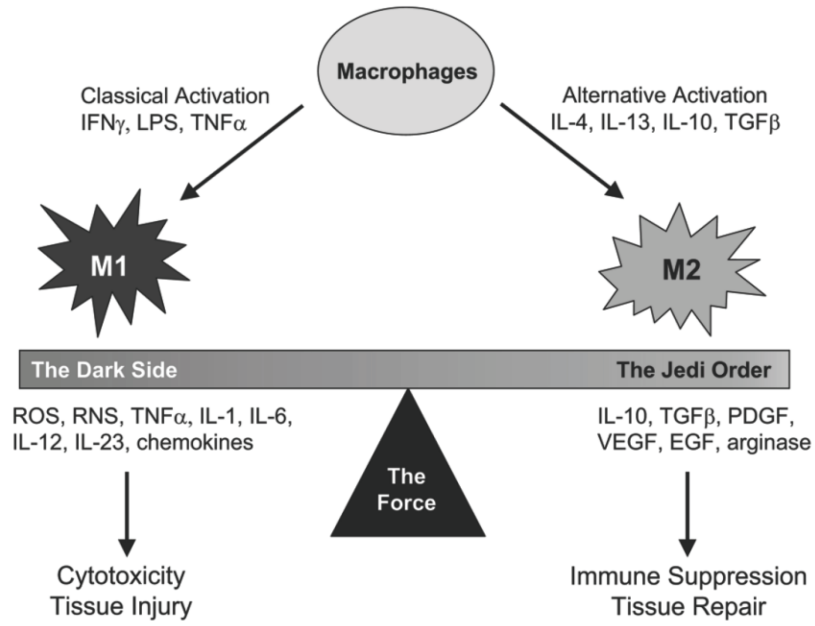 Macrophages
Classical Activation
IFNγ, LPS, TNFα
Alternative Activation
IL-4, IL-13, IL-10, TGFβ
M1
M2
The Dark Side
The Jedi Order
ROS, RNS, TNFα, IL-1, IL-6,
IL-12, IL-23, chemokines
IL-10, TGFβ, PDGF,
VEGF, EGF, arginase
The
Force
Cytotoxicity
Tissue Injury
Immune Suppression
Tissue Repair